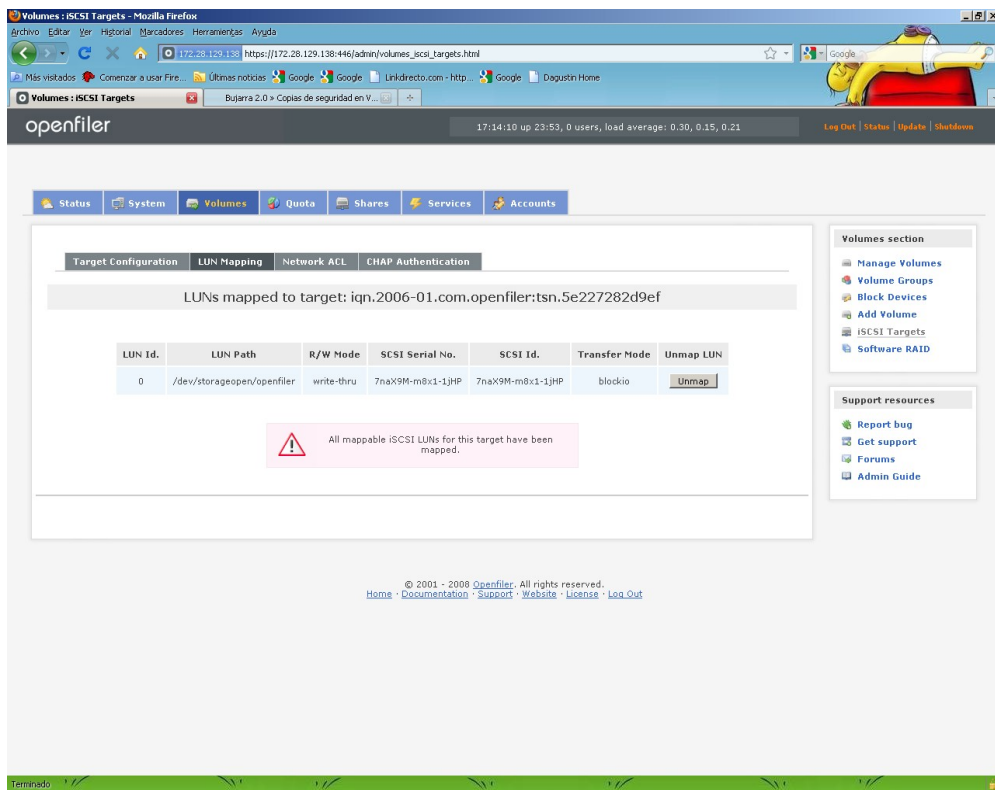 Volumes : iSCSI Targets - Mozilla Firefox
Archivo Editar Ver Historial Marcadores Herramientas Ayuda
172.28.129.138 https://172.28.129.138:446/admin/volumes_iscsi_targets.html
Google
Más visitados Comenzar a usar Fire... Últimas noticias Google Google Linkdirecto.com - http... Google Dagustin Home
Volumes : iSCSI Targets Bujarra 2.0 » Copias de seguridad en V...
openfiler 17:14:10 up 23:53, 0 users, load average: 0.30, 0.15, 0.21 Log Out | Status | Update | Shutdown
Status System Volumes Quota Shares Services Accounts
Target Configuration LUN Mapping Network ACL CHAP Authentication
LUNs mapped to target: iqn.2006-01.com.openfiler:tsn.5e227282d9ef
LUN Id. LUN Path R/W Mode SCSI Serial No. SCSI Id. Transfer Mode Unmap LUN
0 /dev/storageopen/openfiler write-thru 7naX9M-m8x1-1jHP 7naX9M-m8x1-1jHP blockio Unmap
All mappable iSCSI LUNs for this target have been
mapped.
Volumes section
Manage Volumes
Volume Groups
Block Devices
Add Volume
iSCSI Targets
Software RAID
Support resources
Report bug
Get support
Forums
Admin Guide
© 2001 - 2008 Openfiler. All rights reserved.
Home · Documentation · Support · Website · License · Log Out
Terminado